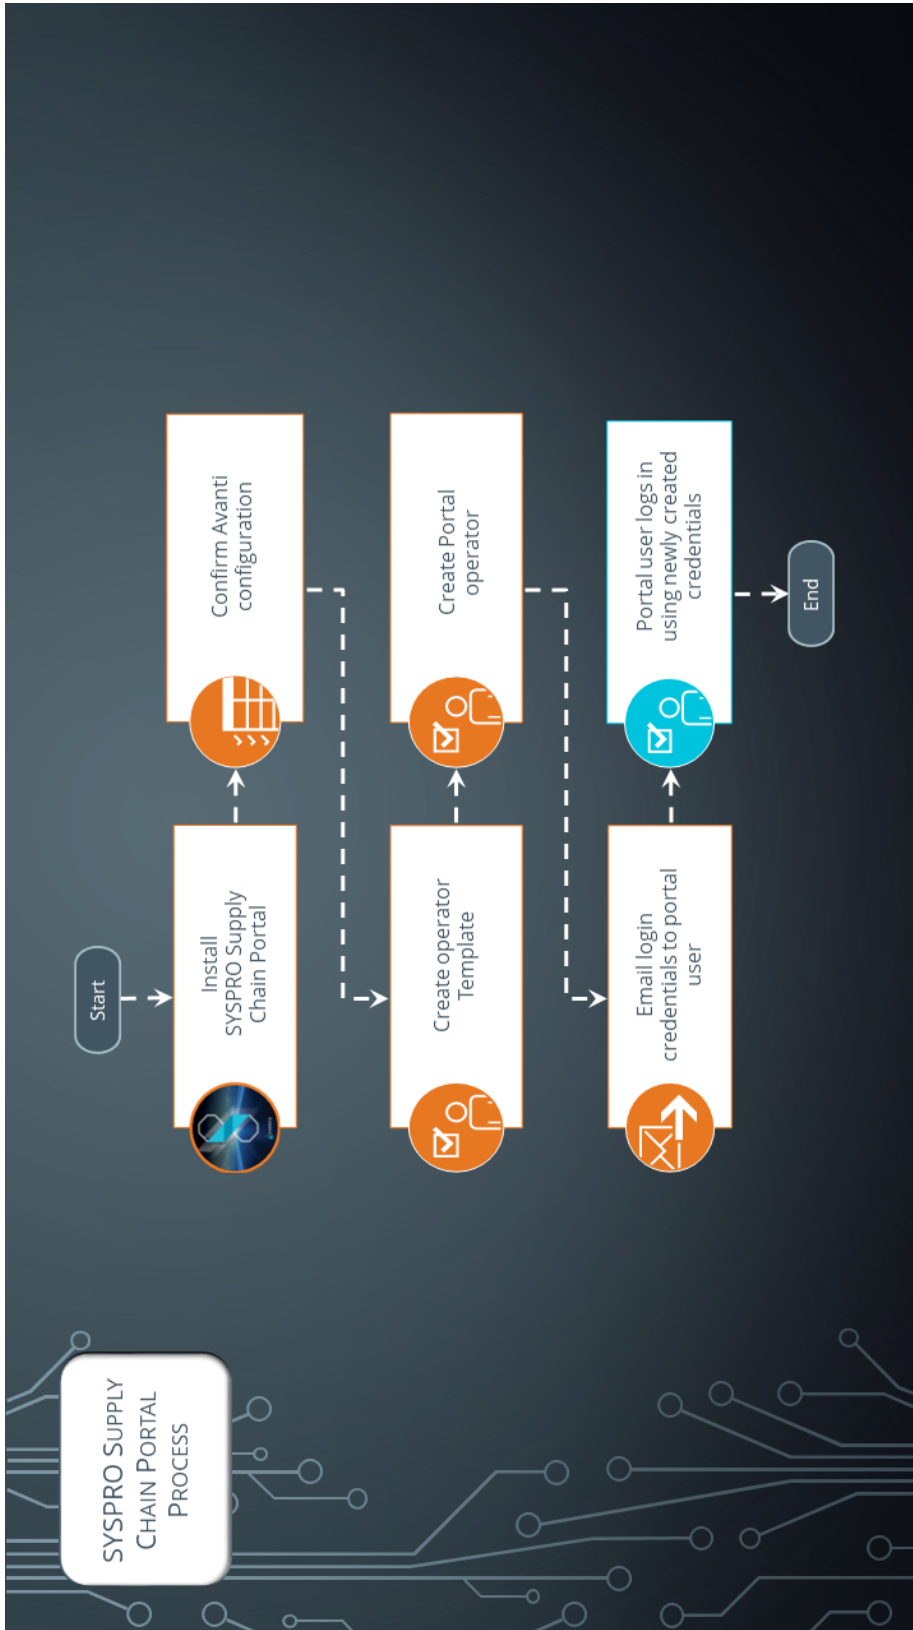 SYSPRO SUPPLY
CHAIN PORTAL
PROCESS
Start
Install
SYSPRO Supply
Chain Portal
Confirm Avanti
configuration
Create operator
Template
Create Portal
operator
Email login
credentials to portal
user
Portal user logs in
using newly created
credentials
End